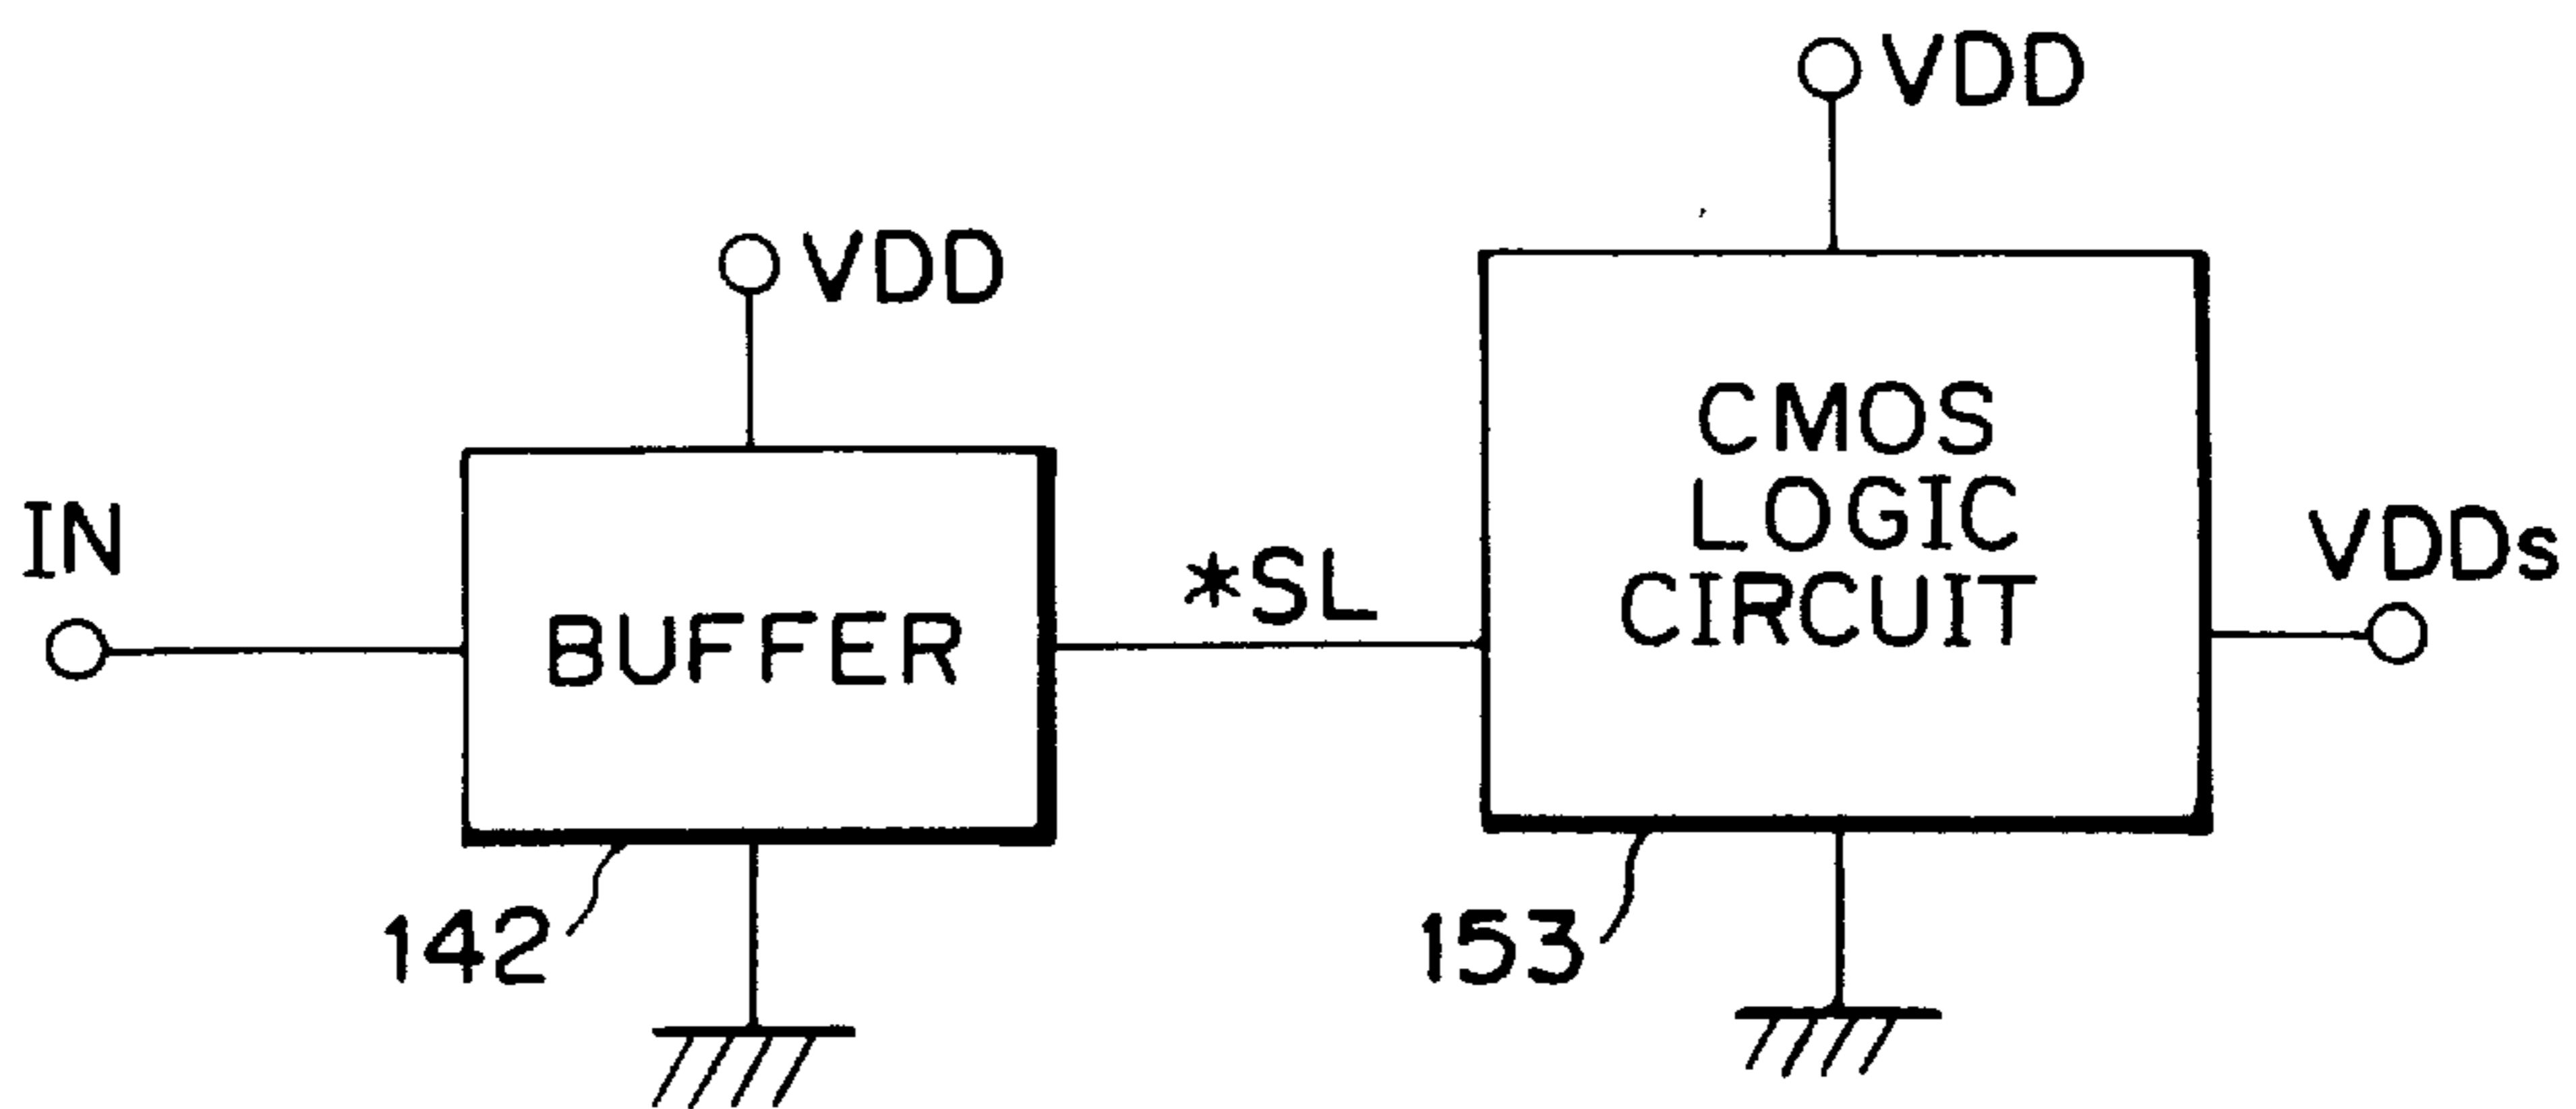 VDD
VDD
IN
BUFFER
*SL
CMOS
LOGIC
CIRCUIT
VDDs
142
153